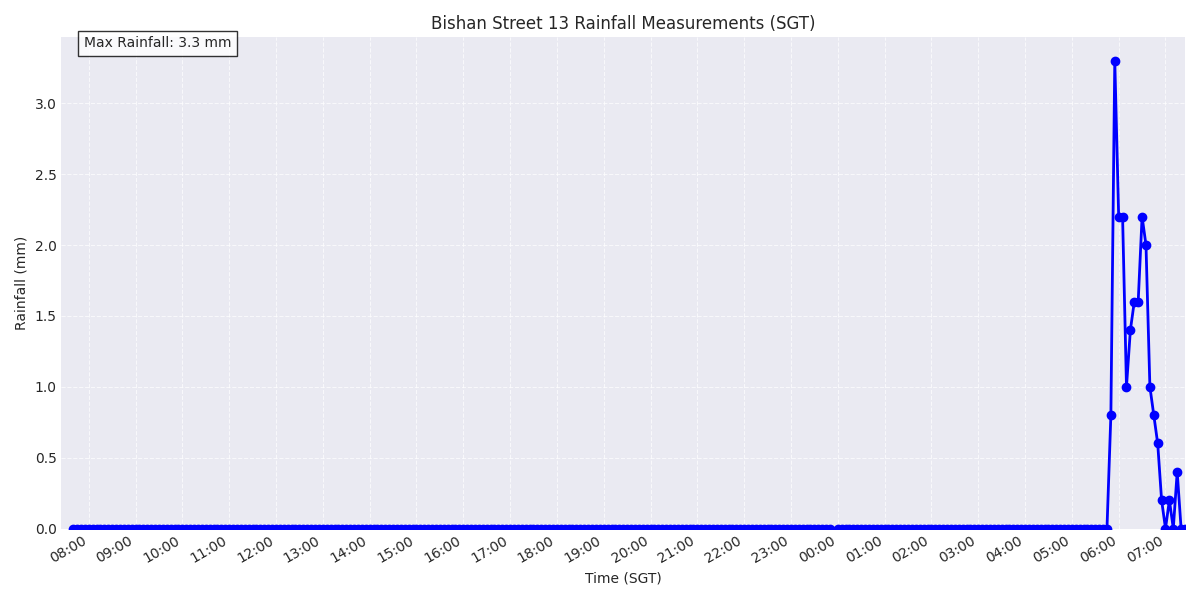 Bishan Street 13 Rainfall Measurements (SGT)
Max Rainfall: 3.3 mm
Rainfall (mm)
3.0
2.5
2.0
1.5
1.0
0.5
0.0
08:00 09:00 10:00 11:00 12:00 13:00 14:00 15:00 16:00 17:00 18:00 19:00 20:00 21:00 22:00 23:00 00:00 01:00 02:00 03:00 04:00 05:00 06:00 07:00
Time (SGT)